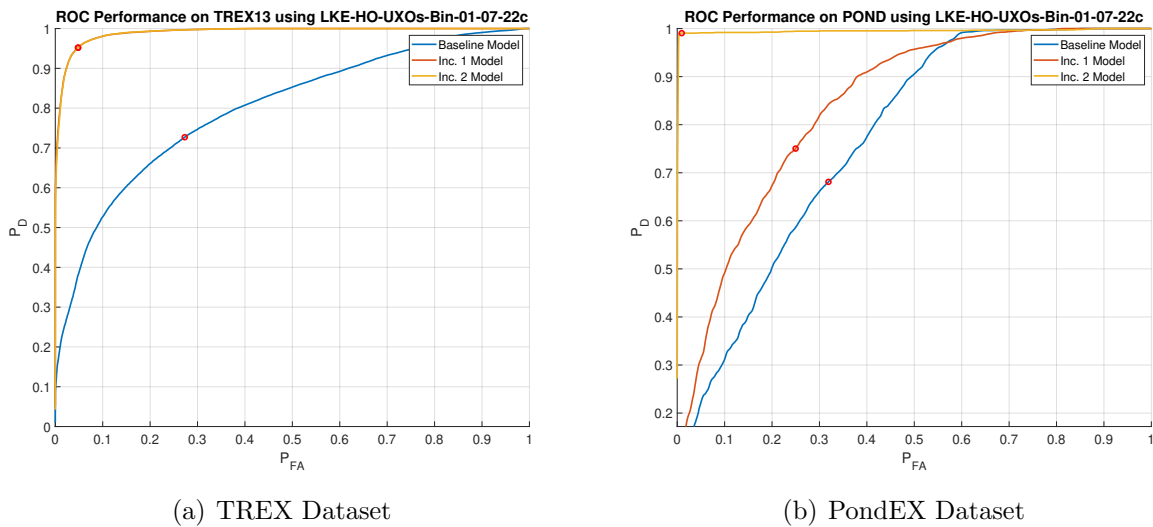 ROC Performance on TREX13 using LKE-HO-UXOs-Bin-01-07-22c
1
0.9
0.8
0.7
0.6
0.5
0.4
0.3
0.2
0.1
0
P_D
0 0.1 0.2 0.3 0.4 0.5 0.6 0.7 0.8 0.9 1
P_FA
Baseline Model
Inc. 1 Model
Inc. 2 Model
(a) TREX Dataset
ROC Performance on POND using LKE-HO-UXOs-Bin-01-07-22c
1
0.9
0.8
0.7
0.6
0.5
0.4
0.3
0.2
P_D
0 0.1 0.2 0.3 0.4 0.5 0.6 0.7 0.8 0.9 1
P_FA
Baseline Model
Inc. 1 Model
Inc. 2 Model
(b) PondEX Dataset